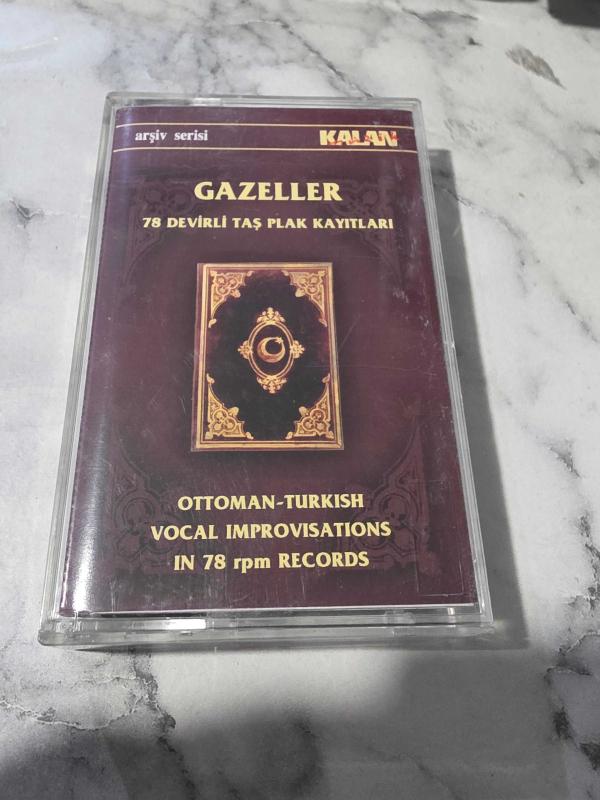 arşiv serisi
KALAN
GAZELLER
78 DEVİRLİ TAŞ PLAK KAYITLARI
OTTOMAN-TURKISH
VOCAL IMPROVISATIONS
IN 78 rpm RECORDS